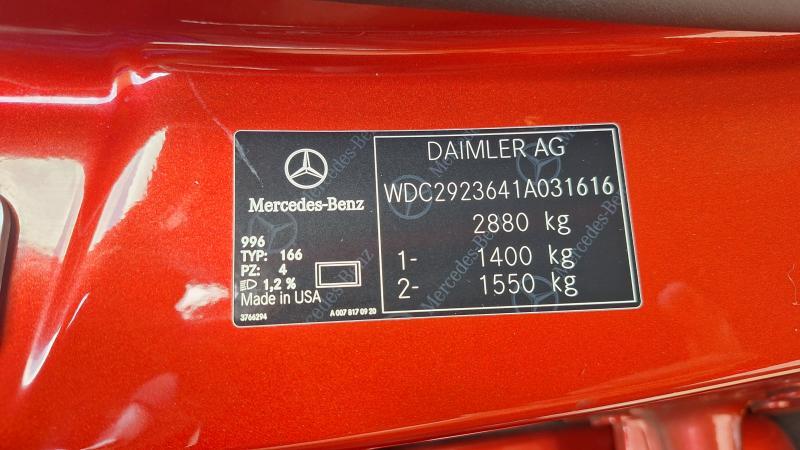 Mercedes-Benz
996
TYP: 166
PZ: 4
1,2 %
Made in USA
3766294
A 007 817 09 20
DAIMLER AG
WDC2923641A031616
2880 kg
1- 1400 kg
2- 1550 kg